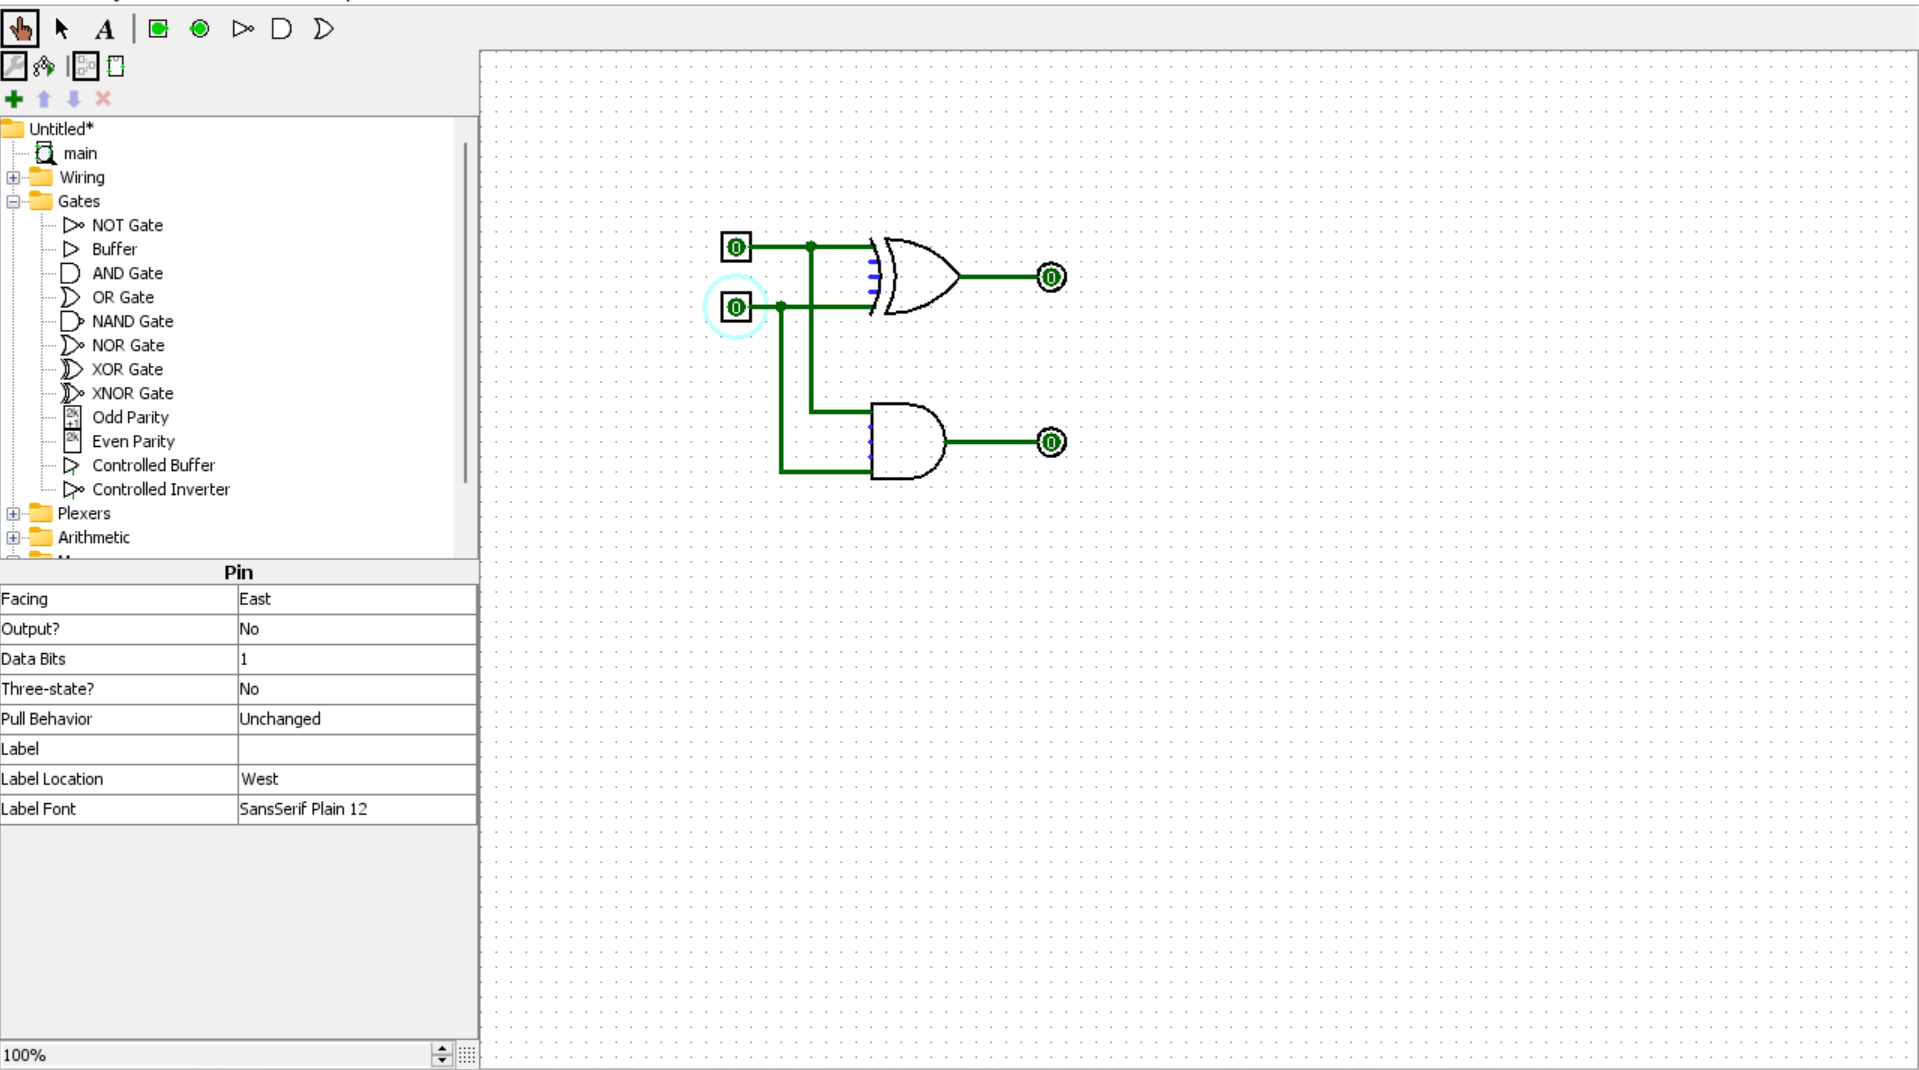 A
Untitled*
main
Wiring
Gates
NOT Gate
Buffer
AND Gate
OR Gate
NAND Gate
NOR Gate
XOR Gate
XNOR Gate
2k+1 Odd Parity
2k Even Parity
Controlled Buffer
Controlled Inverter
Plexers
Arithmetic
Pin
Facing East
Output? No
Data Bits 1
Three-state? No
Pull Behavior Unchanged
Label
Label Location West
Label Font SansSerif Plain 12
100%
0
0
0
0